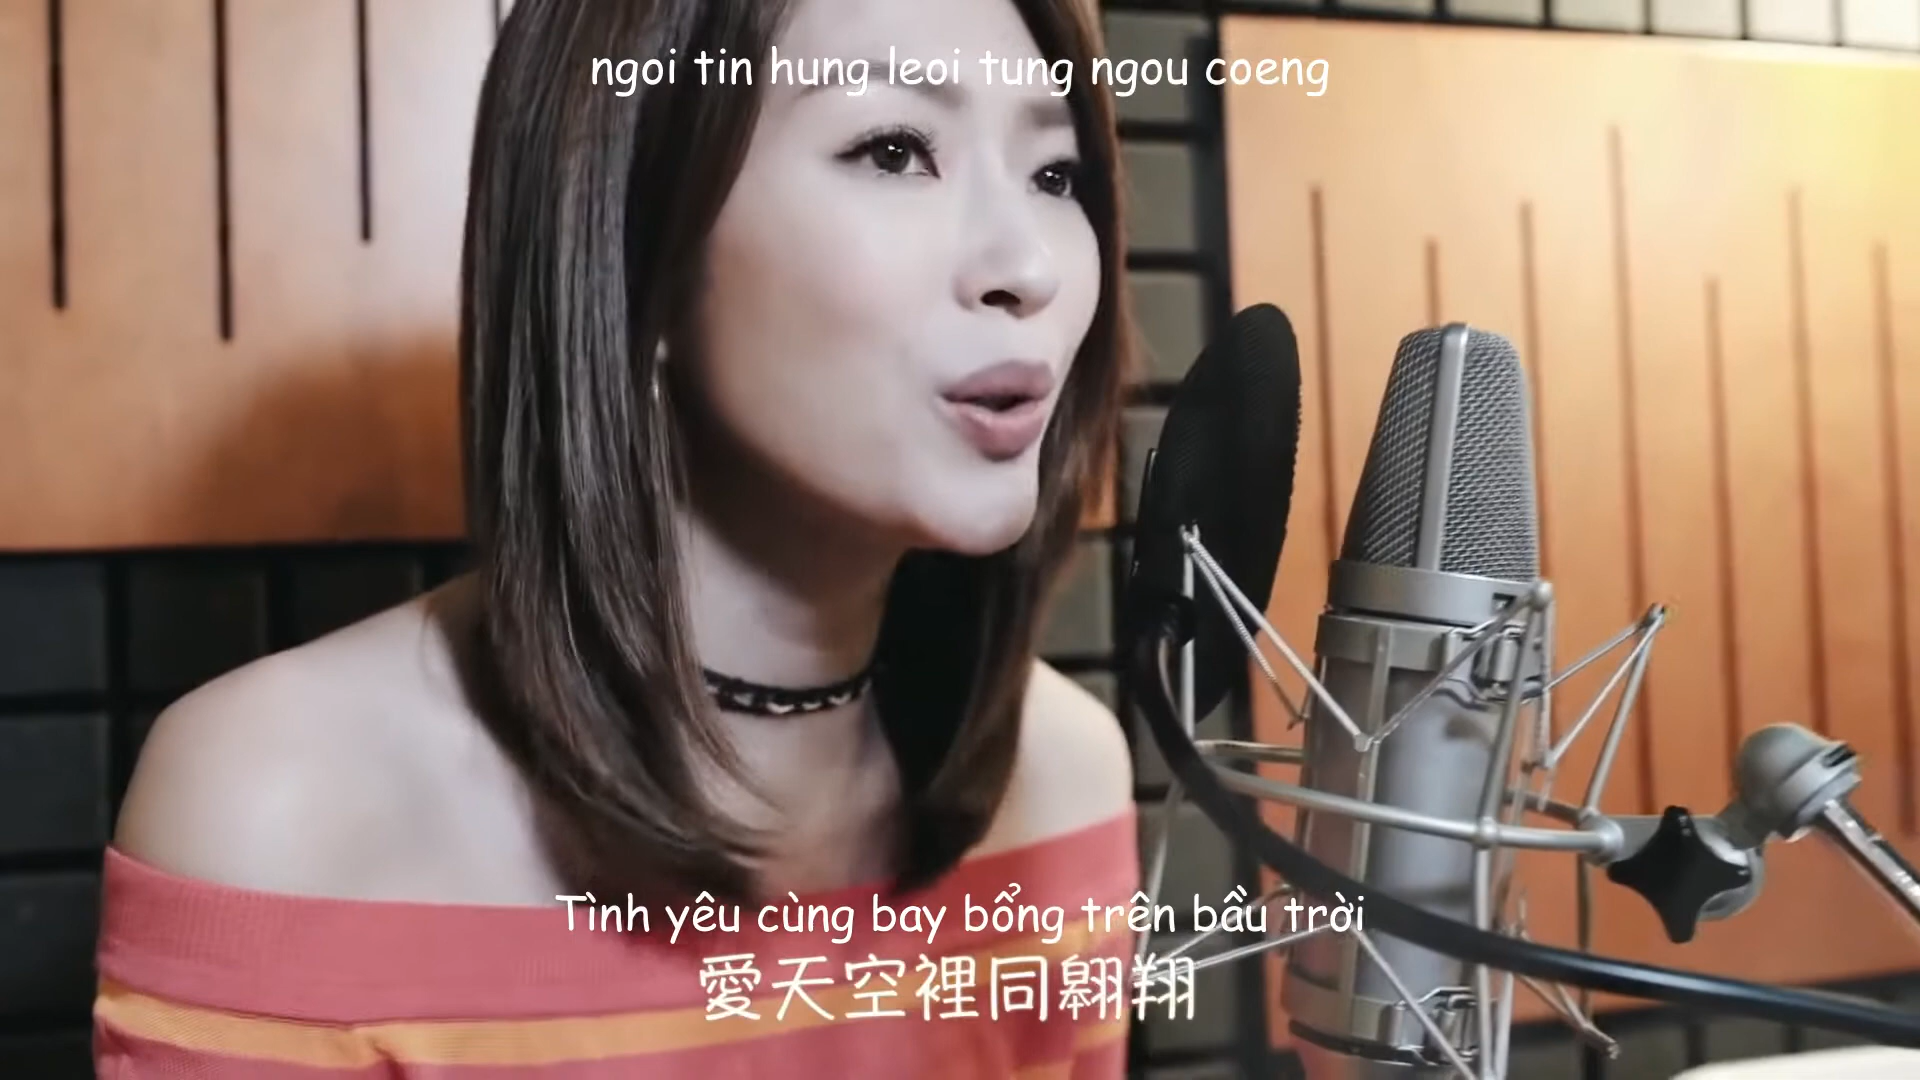 ngoi tin hung leoi tung ngou coeng
Tình yêu cùng bay bổng trên bầu trời
愛天空裡同翱翔